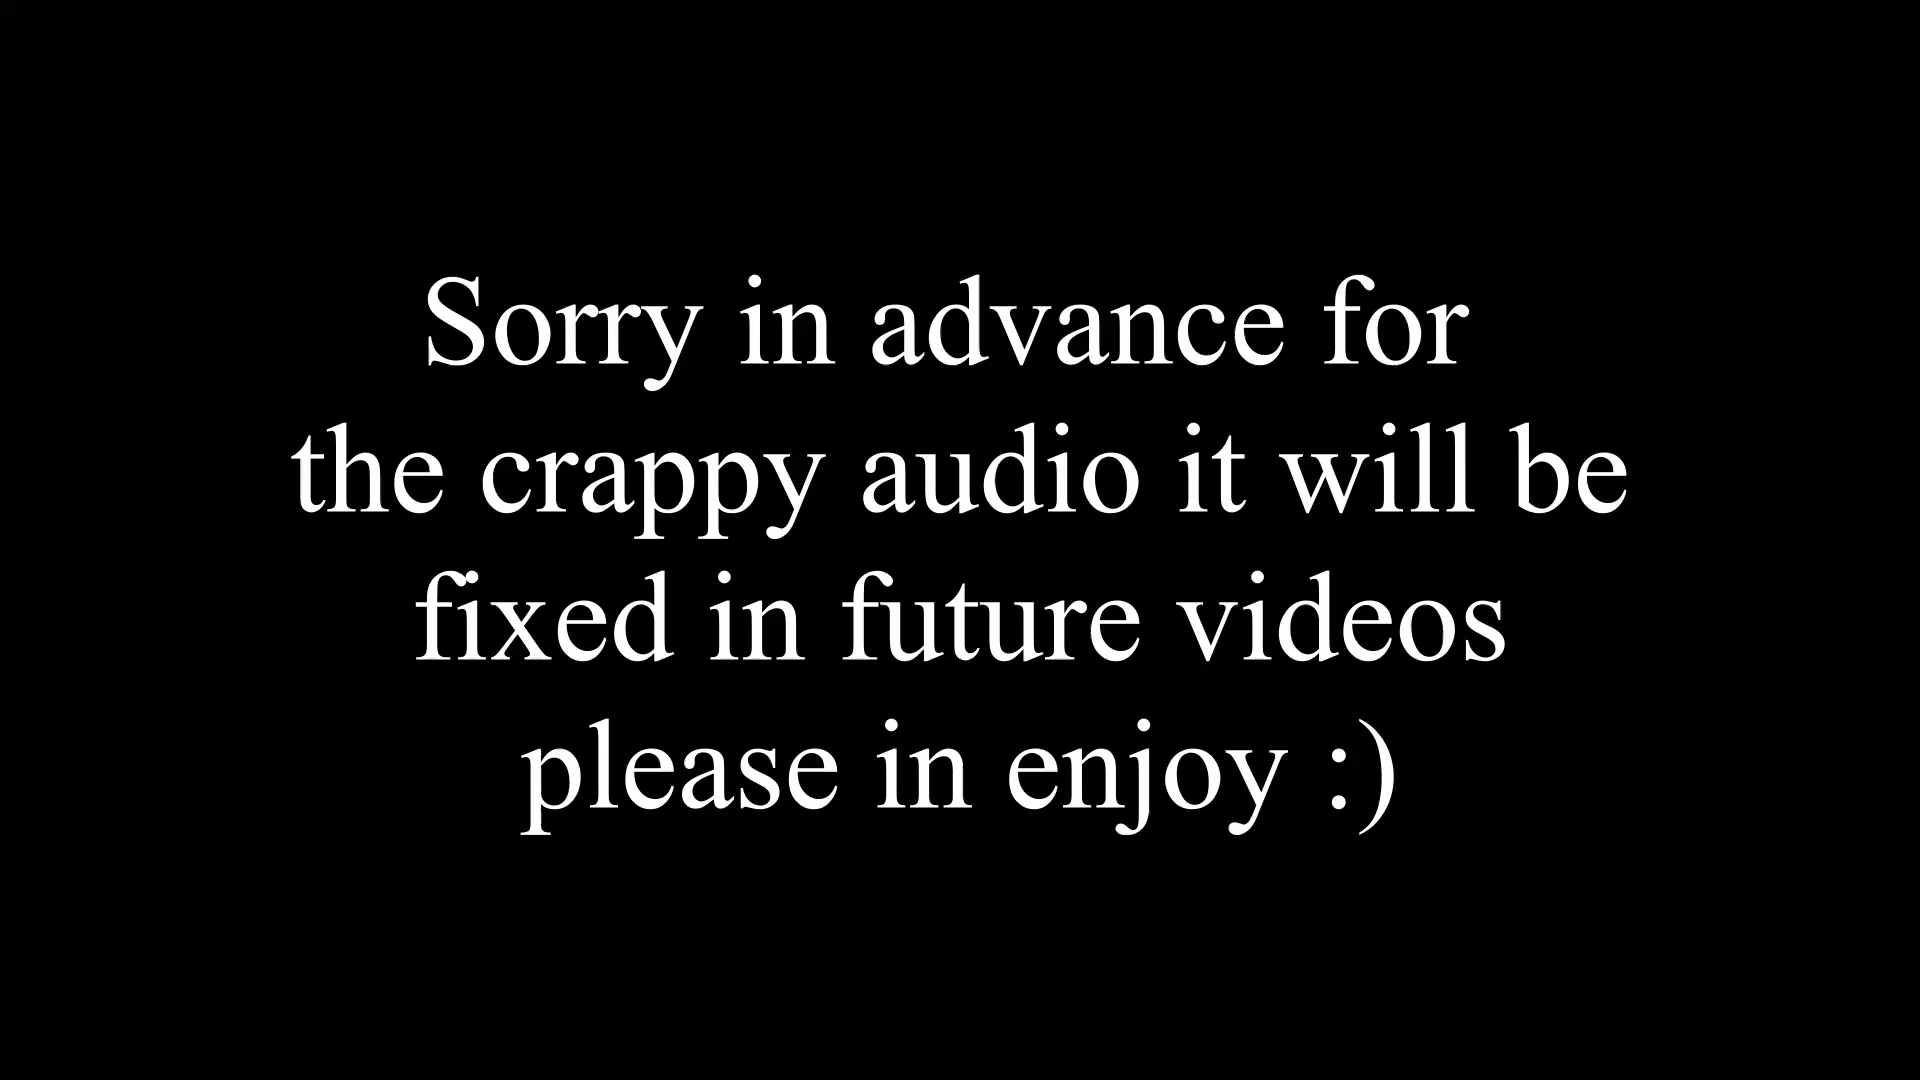 Sorry in advance for
the crappy audio it will be
fixed in future videos
please in enjoy :)